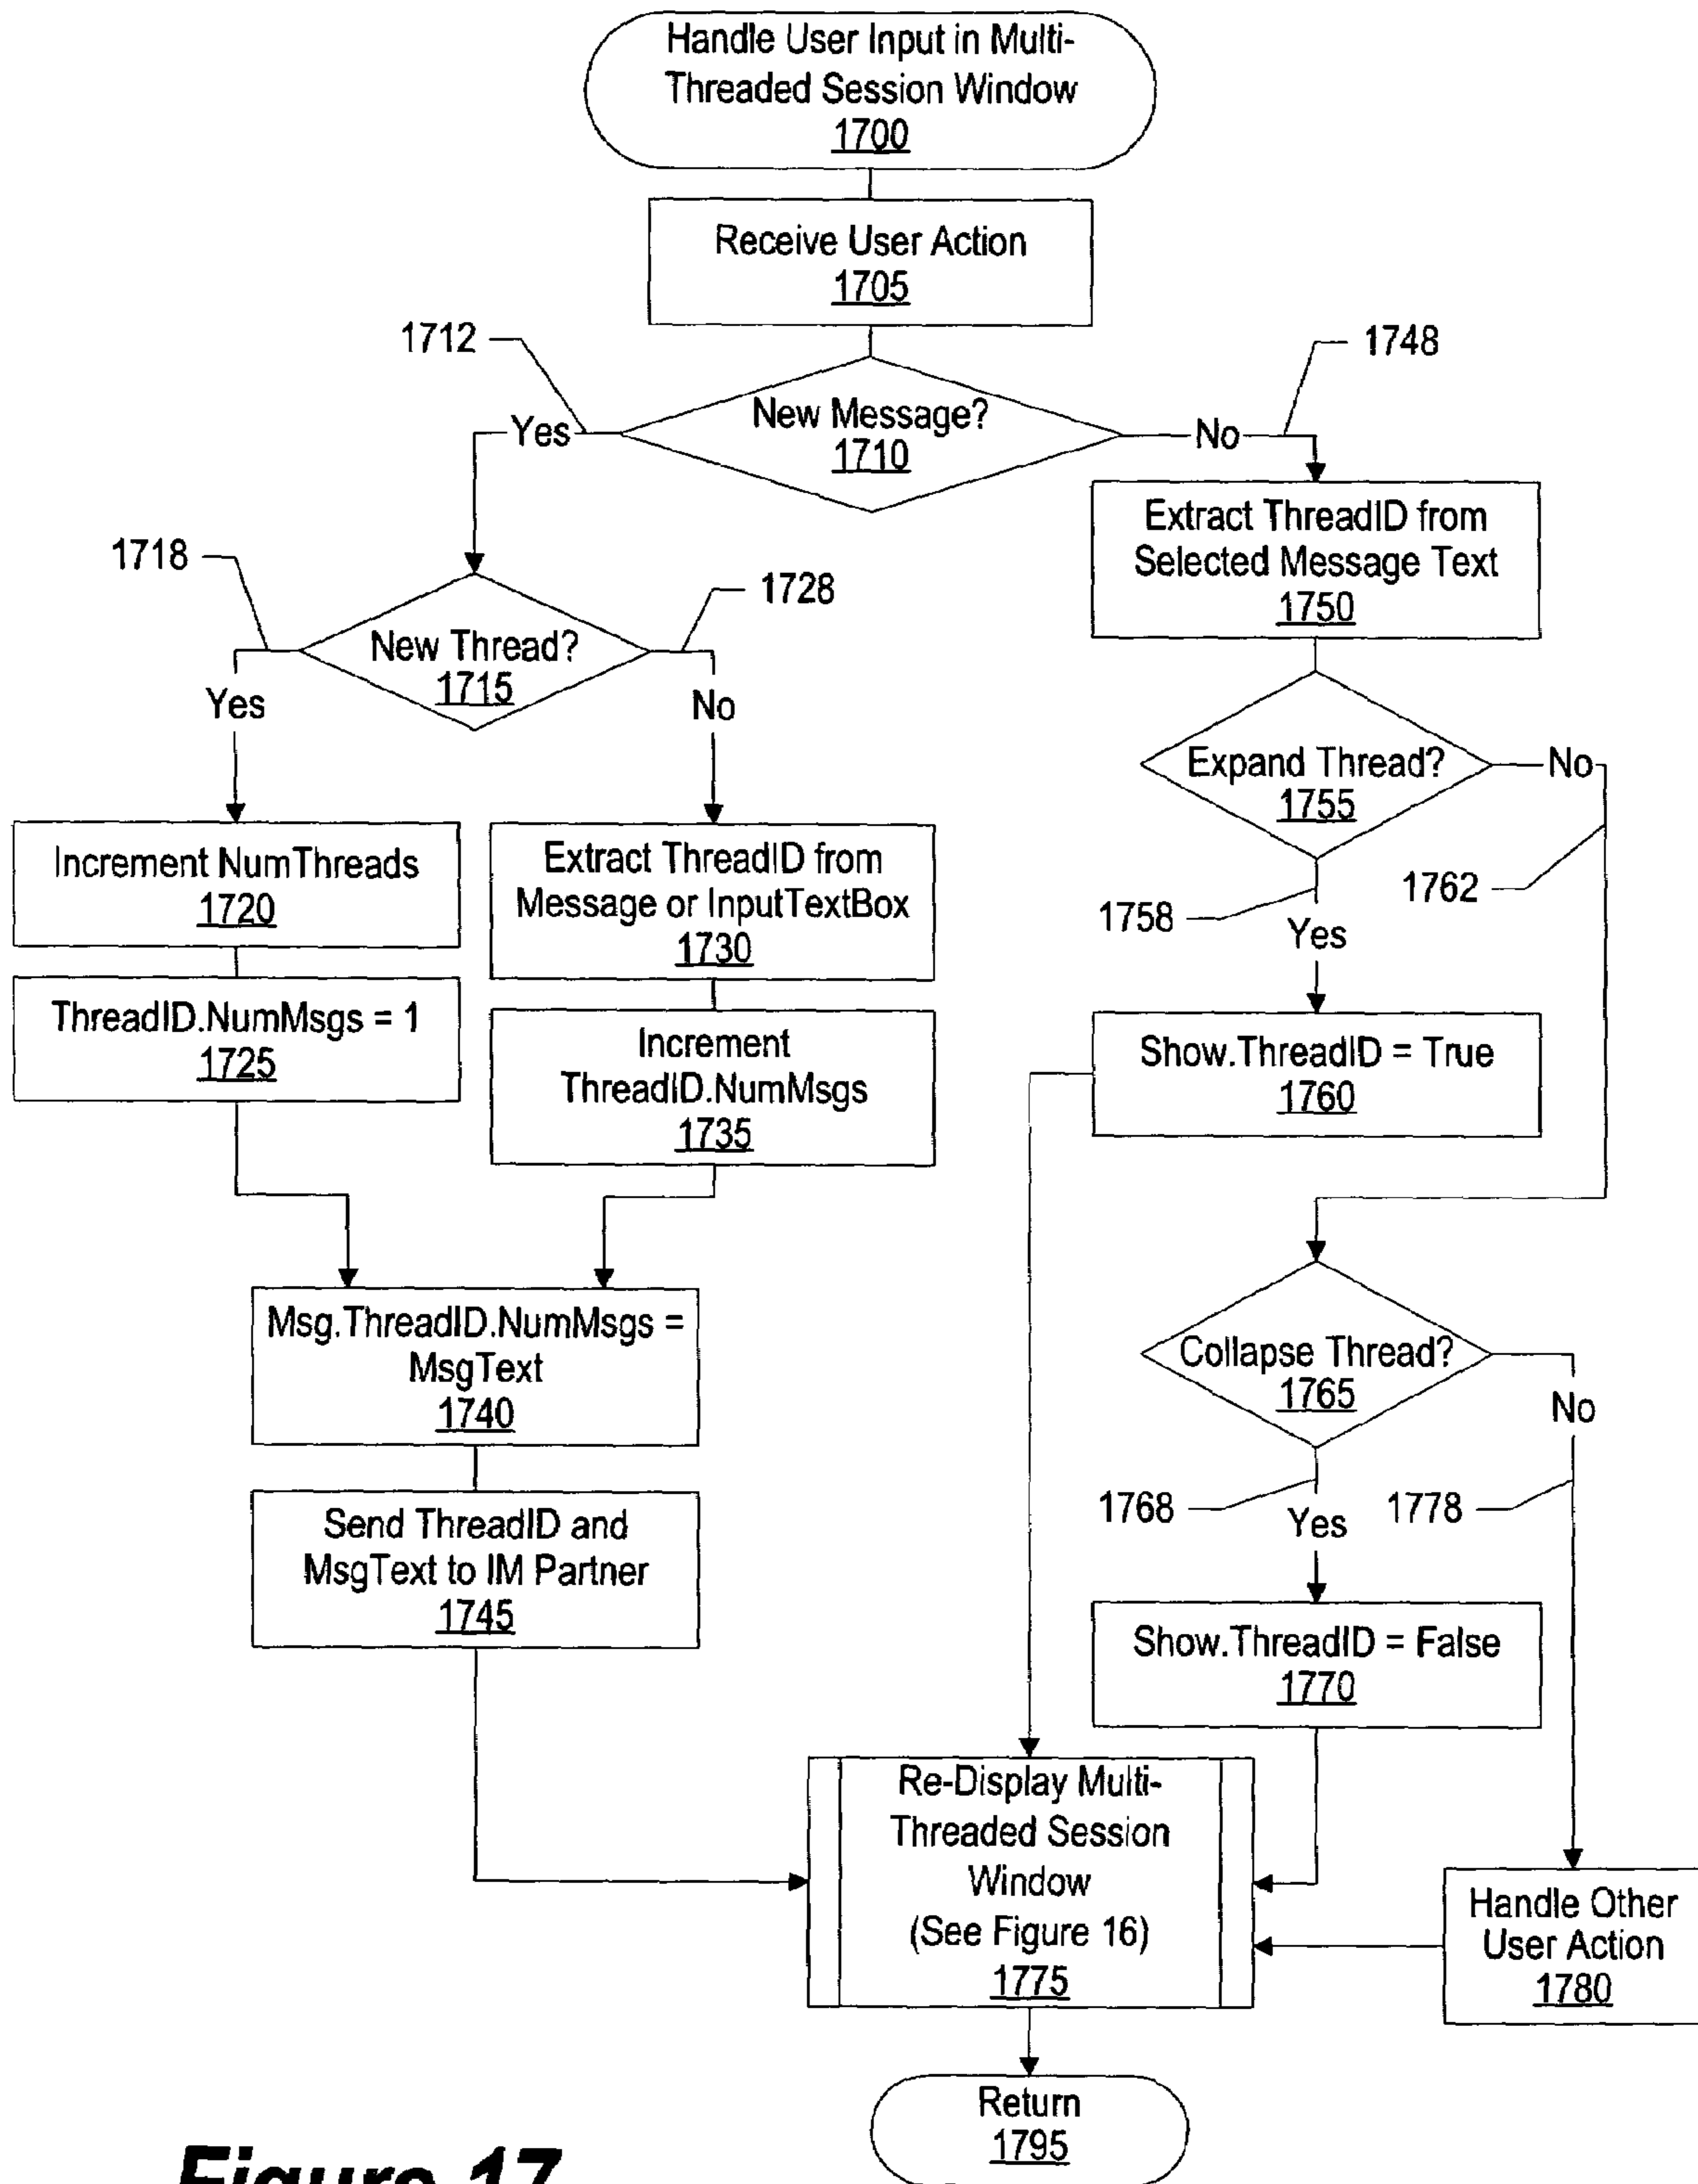 Handle User Input in Multi-
Threaded Session Window
1700
Receive User Action
1705
1712
1748
New Message?
1710
Yes
No
Extract ThreadID from
Selected Message Text
1750
1718
1728
New Thread?
1715
Yes
No
Expand Thread?
1755
No
1762
1758
Yes
Increment NumThreads
1720
Extract ThreadID from
Message or InputTextBox
1730
ThreadID.NumMsgs = 1
1725
Increment
ThreadID.NumMsgs
1735
Show.ThreadID = True
1760
Msg.ThreadID.NumMsgs =
MsgText
1740
Collapse Thread?
1765
No
1768
Yes
1778
Send ThreadID and
MsgText to IM Partner
1745
Show.ThreadID = False
1770
Re-Display Multi-
Threaded Session
Window
(See Figure 16)
1775
Handle Other
User Action
1780
Return
1795
Figure 17